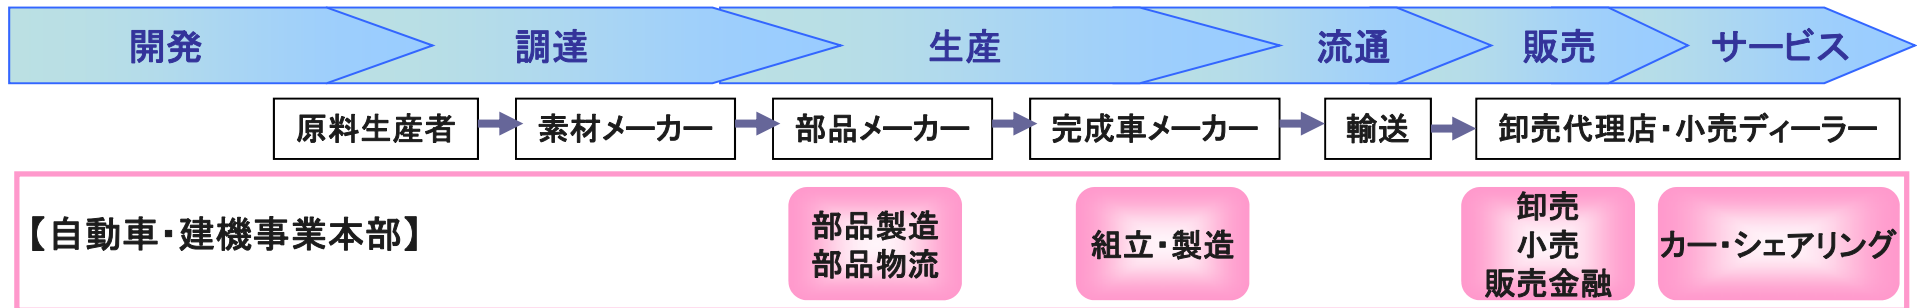 開発
調達
生産
流通
販売
サービス
原料生産者
素材メーカー
部品メーカー
完成車メーカー
輸送
卸売代理店・小売ディーラー
【自動車・建機事業本部】
部品製造
部品物流
組立・製造
卸売
小売
販売金融
カー・シェアリング